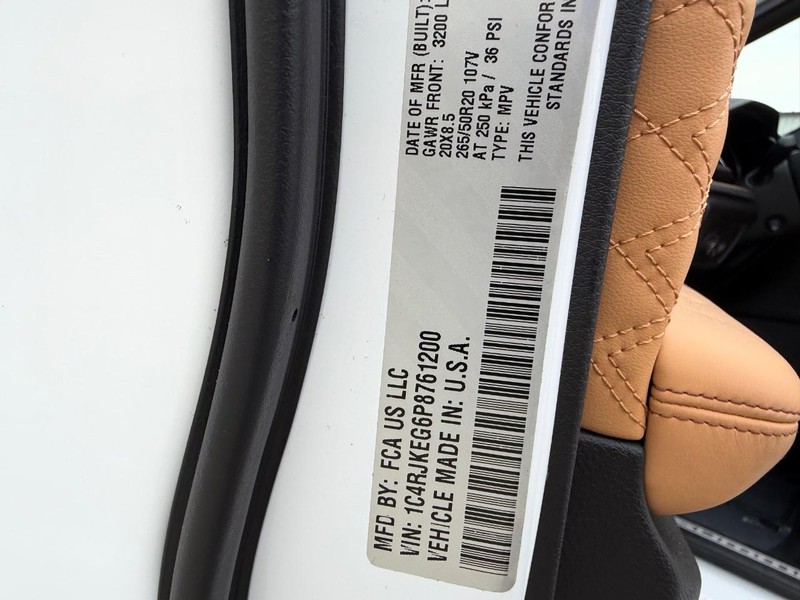 MFD BY: FCA US LLC
VIN: 1C4RJKEG6P8761200
VEHICLE MADE IN: U.S.A.
DATE OF MFR (BUILT):
GAWR FRONT: 3200 L
20X8.5
265/50R20 107V
AT 250 kPa / 36 PSI
TYPE: MPV
THIS VEHICLE CONFOR
STANDARDS IN